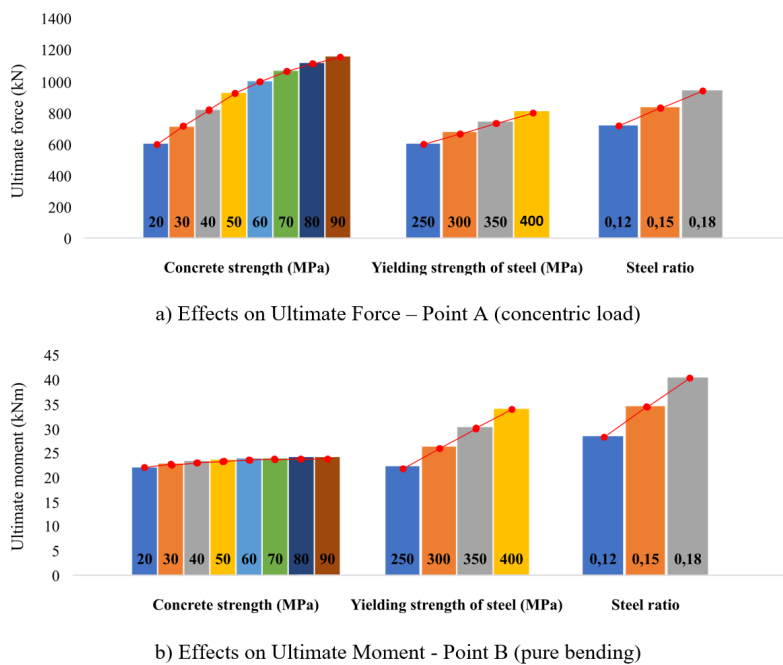 1400
1200
1000
800
600
400
200
0
Ultimate force (kN)
20 30 40 50 60 70 80 90 250 300 350 400 0,12 0,15 0,18
Concrete strength (MPa) Yielding strength of steel (MPa) Steel ratio
a) Effects on Ultimate Force – Point A (concentric load)
45
40
35
30
25
20
15
10
5
0
Ultimate moment (kNm)
20 30 40 50 60 70 80 90 250 300 350 400 0,12 0,15 0,18
Concrete strength (MPa) Yielding strength of steel (MPa) Steel ratio
b) Effects on Ultimate Moment - Point B (pure bending)